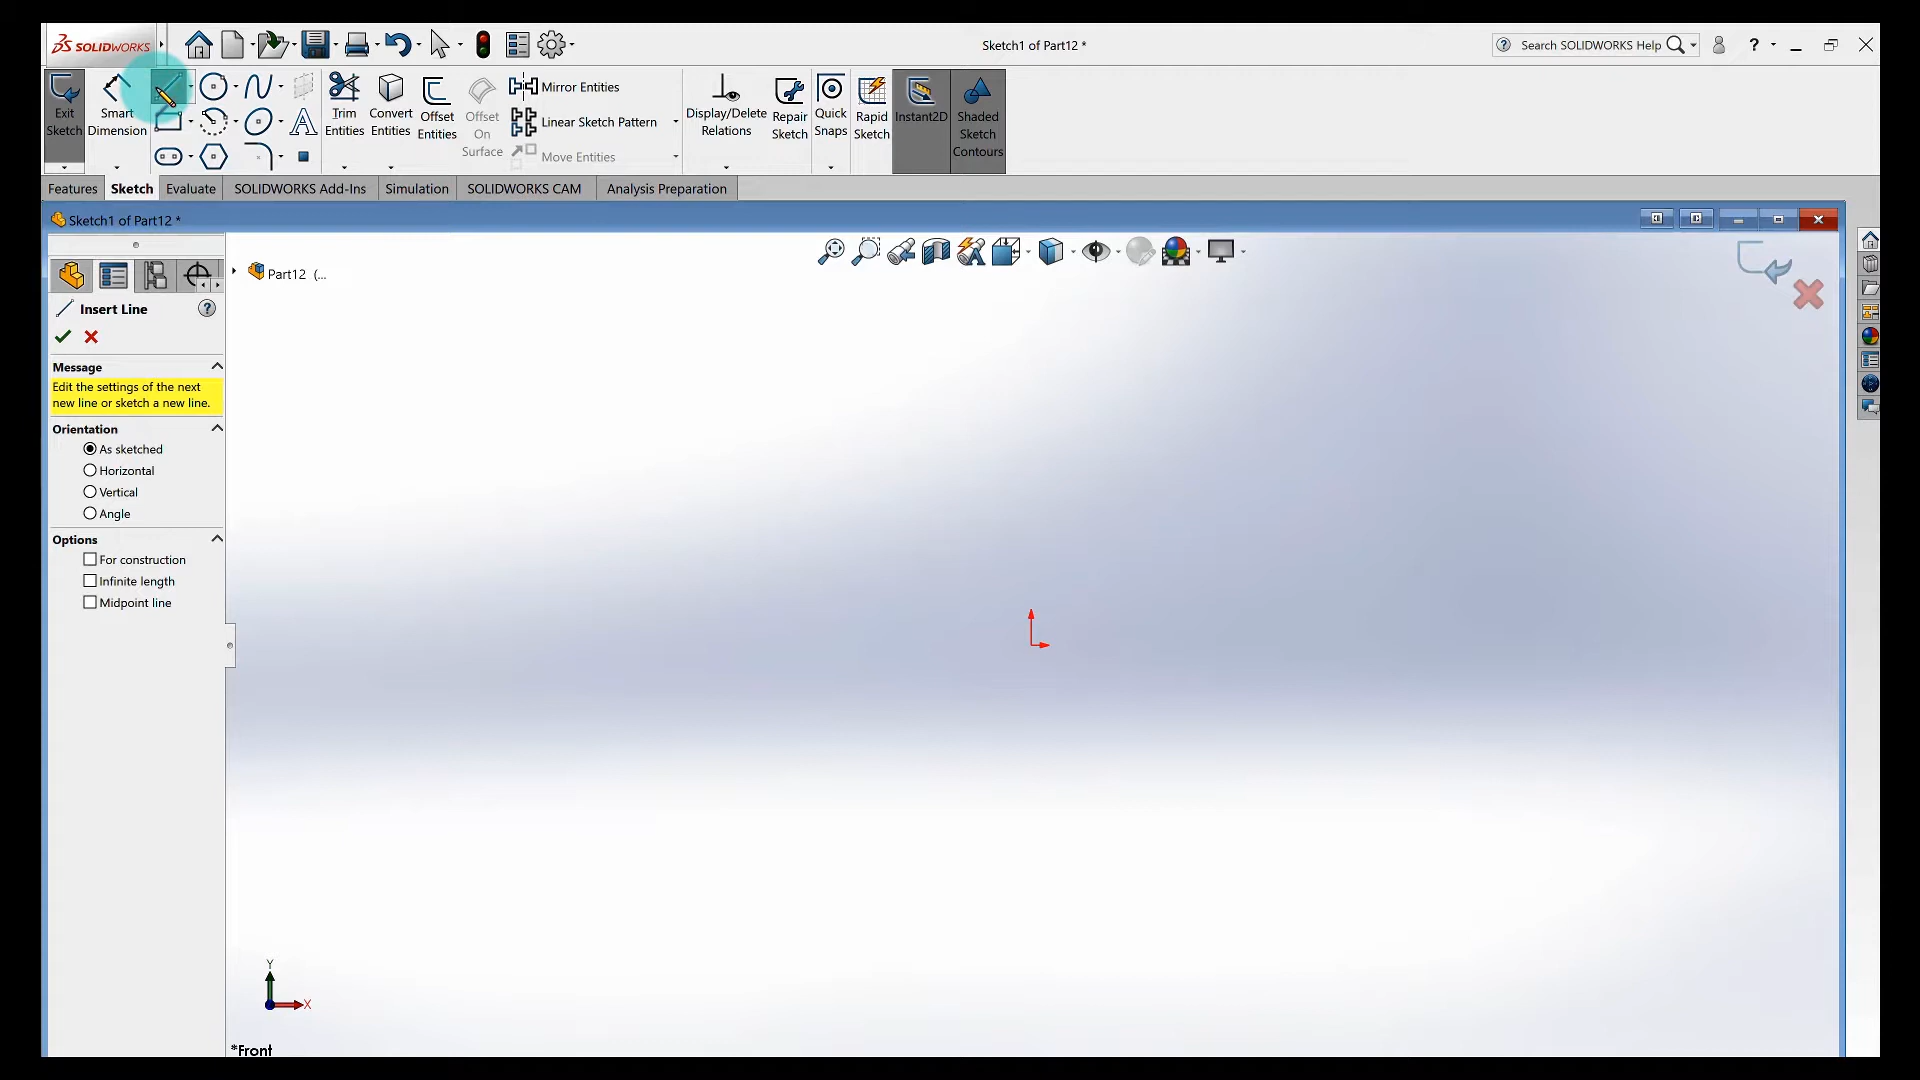 SOLIDWORKS
Sketch1 of Part12 *
Search SOLIDWORKS Help
?
Exit Sketch
Smart Dimension
Trim Entities
Convert Entities
Offset Entities
Offset On Surface
Mirror Entities
Linear Sketch Pattern
Move Entities
Display/Delete Relations
Repair Sketch
Quick Snaps
Rapid Sketch
Instant2D
Shaded Sketch Contours
Features Sketch Evaluate SOLIDWORKS Add-Ins Simulation SOLIDWORKS CAM Analysis Preparation
Sketch1 of Part12 *
Part12 (...
Insert Line
?
Message
Edit the settings of the next
new line or sketch a new line.
Orientation
As sketched
Horizontal
Vertical
Angle
Options
For construction
Infinite length
Midpoint line
Y
X
*Front